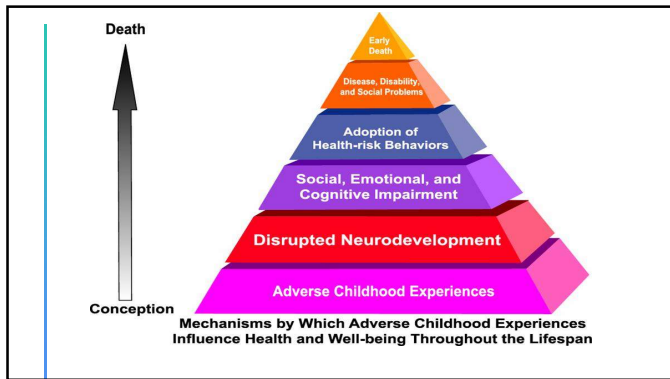 Death
Early
Death
Disease, Disability,
and Social Problems
Adoption of
Health-risk Behaviors
Social, Emotional, and
Cognitive Impairment
Disrupted Neurodevelopment
Adverse Childhood Experiences
Conception
Mechanisms by Which Adverse Childhood Experiences
Influence Health and Well-being Throughout the Lifespan